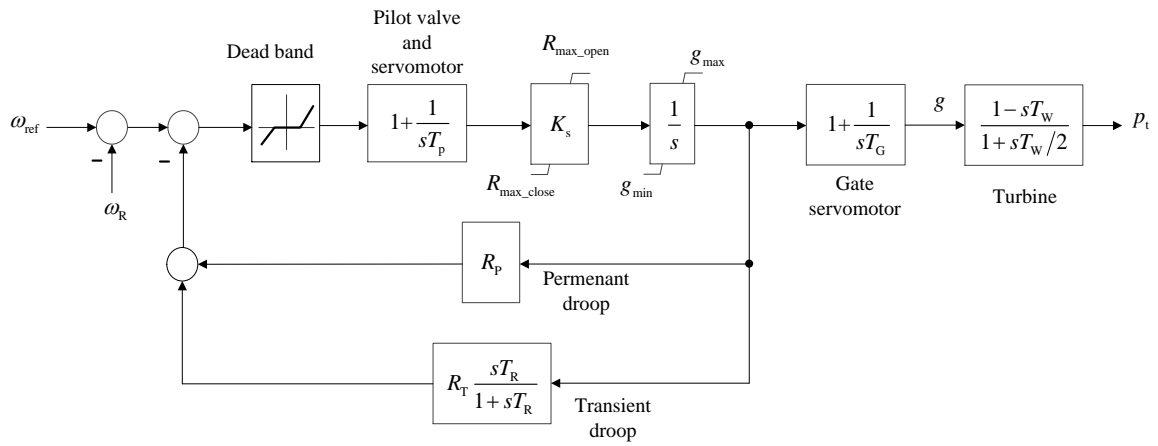 Pilot valve
and
servomotor
Dead band
R_max_open
g_max
ω_ref
1+ 1/sT_p
K_s
1/s
1+ 1/sT_G
g
1−sT_W / 1+sT_W/2
p_t
R_max_close
g_min
ω_R
Gate
servomotor
Turbine
R_P
Permenant
droop
R_T sT_R/1+sT_R
Transient
droop